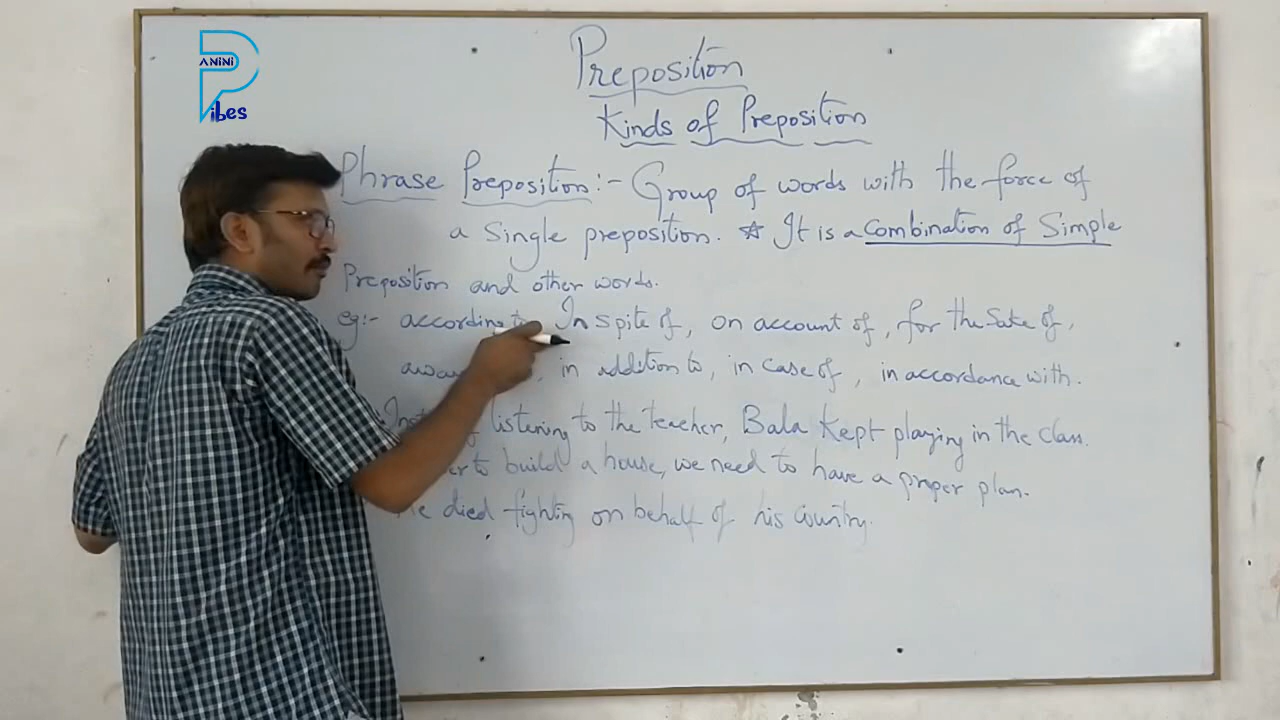 PANiNi
Vibes
Preposition
Kinds of Preposition
Phrase Preposition:- Group of words with the force of
a single preposition. ☆ It is a combination of Simple
Preposition and other words.
eg:- according to, In spite of, on account of, for the sake of,
in addition to, in case of, in accordance with.
listening to the teacher, Bala kept playing in the class.
to build a house, we need to have a proper plan.
died fighting on behalf of his country.